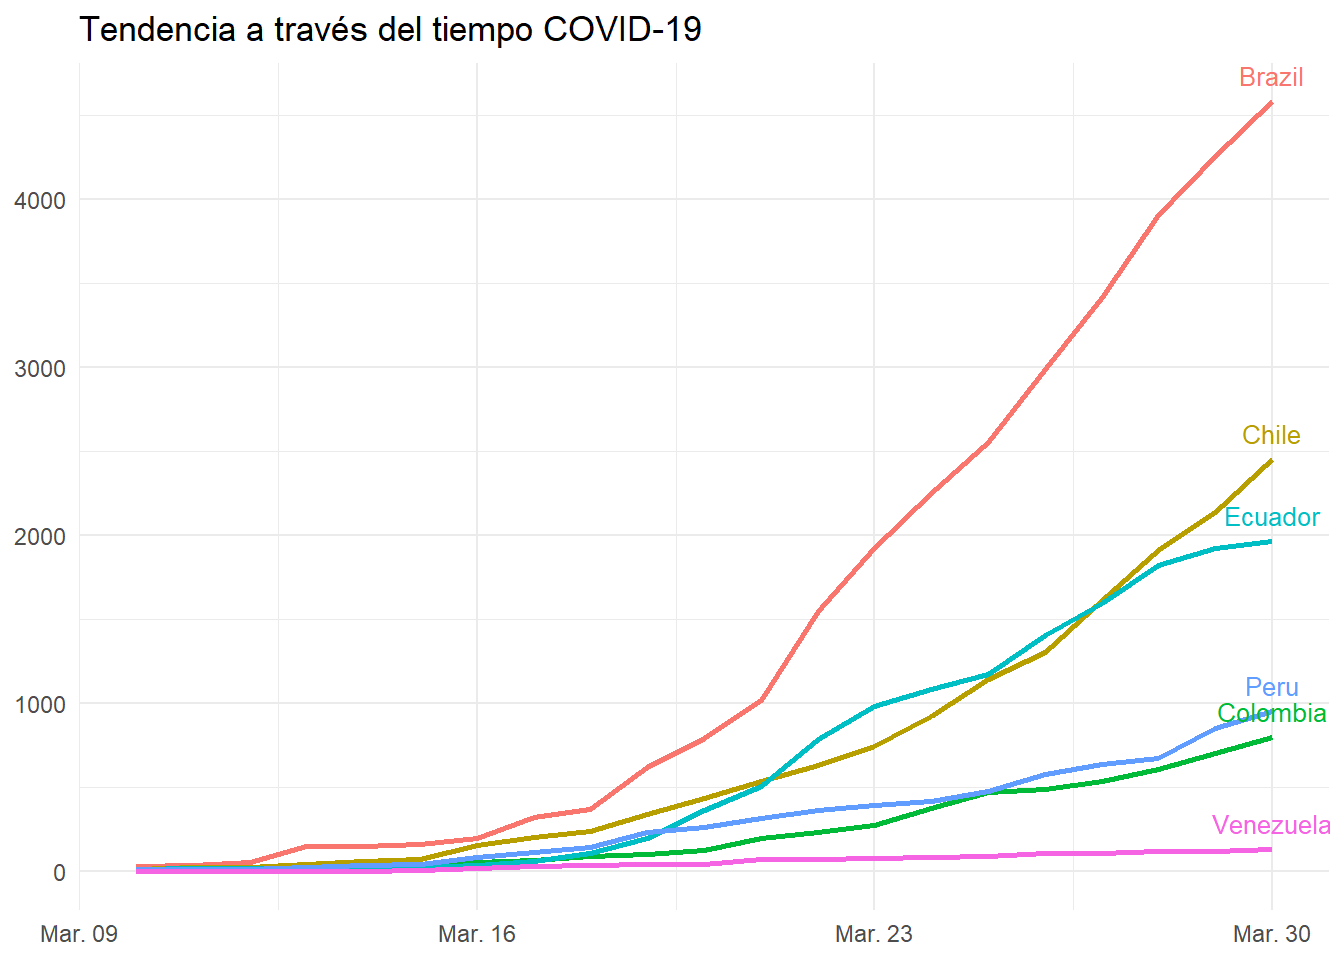 Tendencia a través del tiempo COVID-19
Brazil
4000
3000
Chile
Ecuador
2000
Peru
1000
Colombia
Venezuela
0
Mar. 09
Mar. 16
Mar. 23
Mar. 30